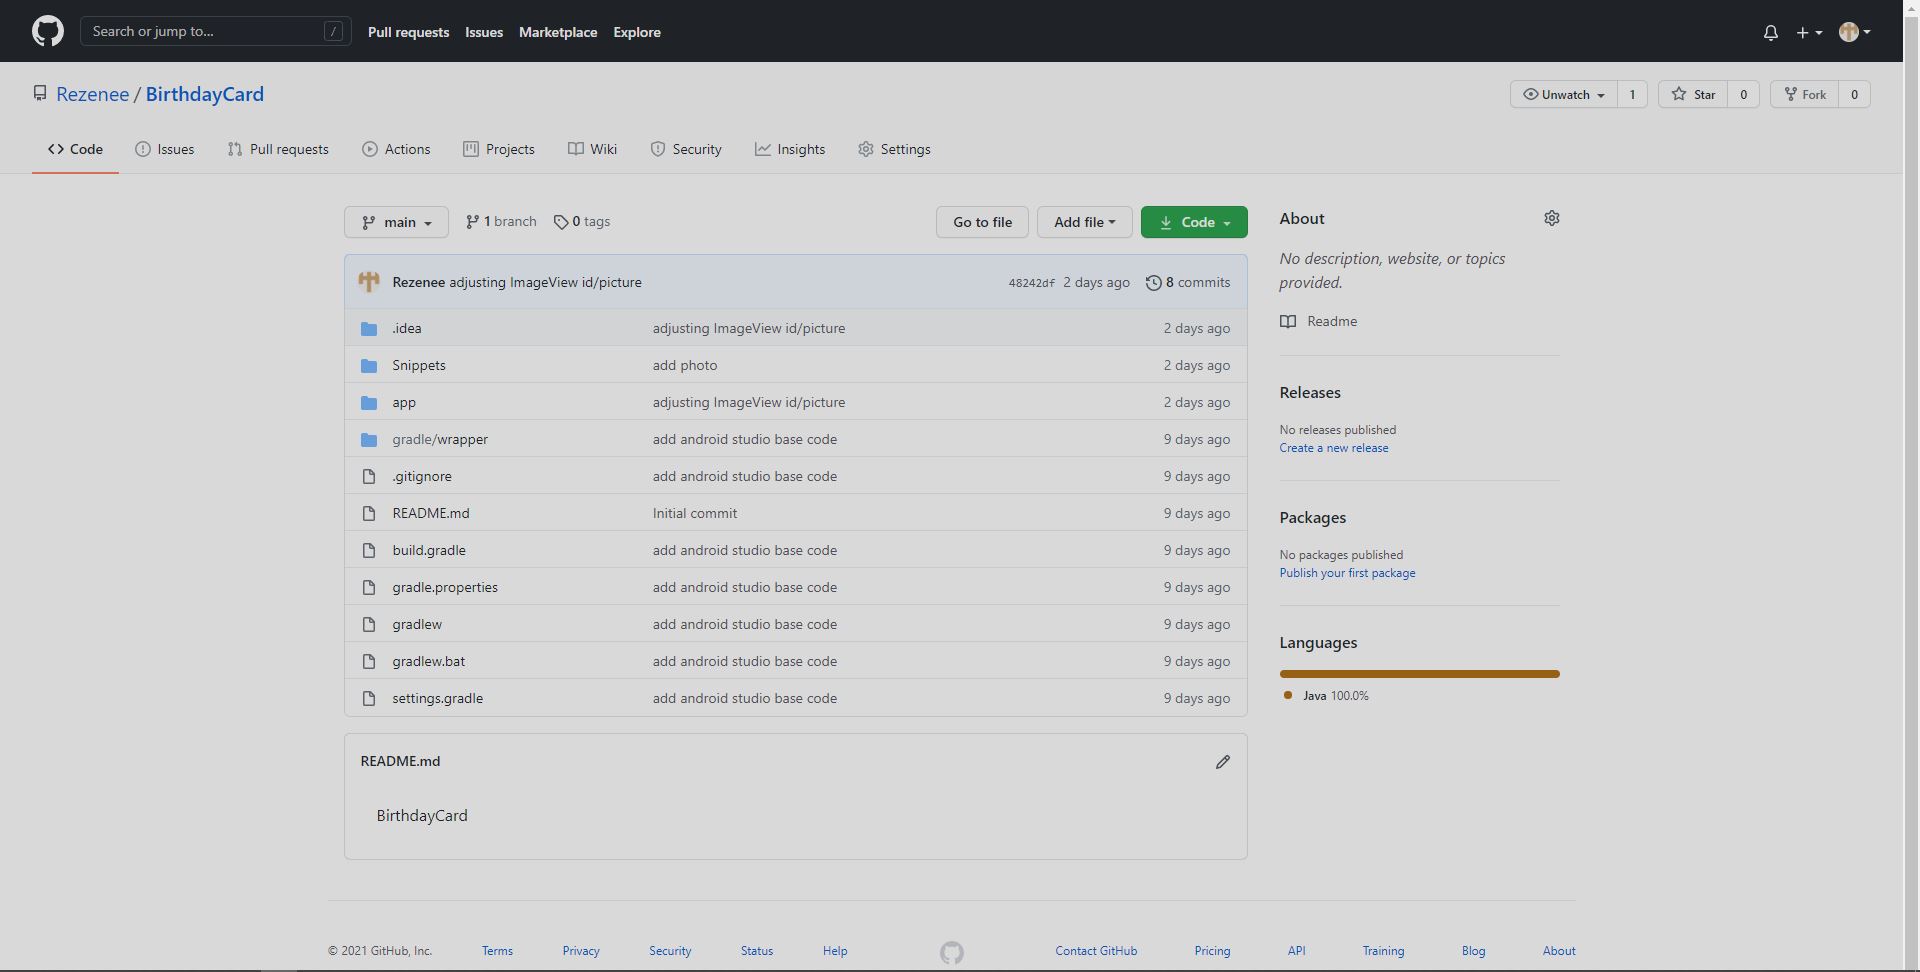 Search or jump to... /
Pull requests Issues Marketplace Explore
Rezenee / BirthdayCard
Unwatch 1 Star 0 Fork 0
Code Issues Pull requests Actions Projects Wiki Security Insights Settings
main 1 branch 0 tags Go to file Add file Code
Rezenee adjusting ImageView id/picture 48242df 2 days ago 8 commits
.idea adjusting ImageView id/picture 2 days ago
Snippets add photo 2 days ago
app adjusting ImageView id/picture 2 days ago
gradle/wrapper add android studio base code 9 days ago
.gitignore add android studio base code 9 days ago
README.md Initial commit 9 days ago
build.gradle add android studio base code 9 days ago
gradle.properties add android studio base code 9 days ago
gradlew add android studio base code 9 days ago
gradlew.bat add android studio base code 9 days ago
settings.gradle add android studio base code 9 days ago
README.md
BirthdayCard
About
No description, website, or topics
provided.
Readme
Releases
No releases published
Create a new release
Packages
No packages published
Publish your first package
Languages
Java 100.0%
© 2021 GitHub, Inc. Terms Privacy Security Status Help Contact GitHub Pricing API Training Blog About